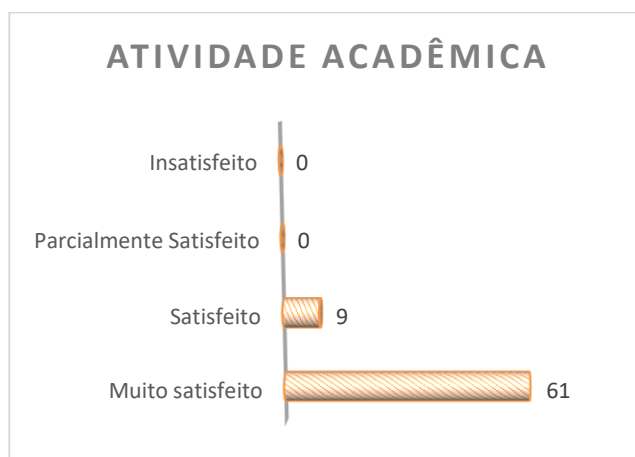 ATIVIDADE ACADÊMICA
Insatisfeito 0
Parcialmente Satisfeito 0
Satisfeito 9
Muito satisfeito 61